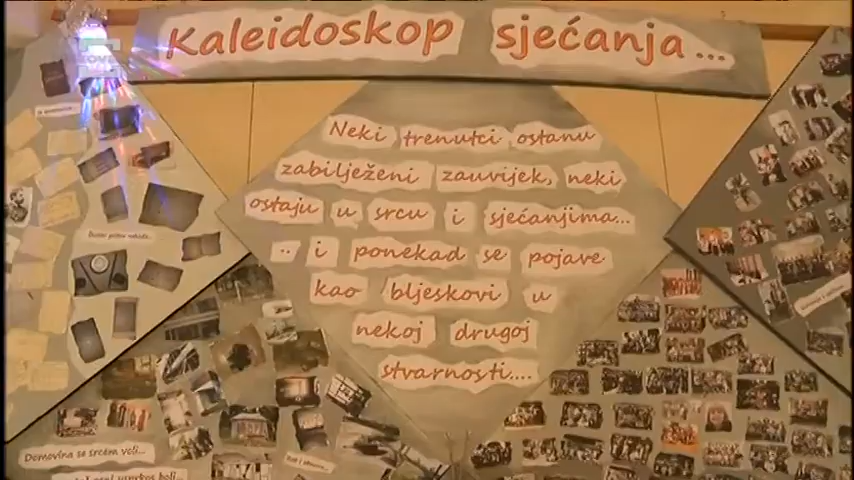 Kaleidoskop sjećanja...
Neki trenutci ostanu
zabilježeni zauvijek, neki
ostaju u srcu i sjećanjima...
... i ponekad se pojave
kao bljeskovi u
nekoj drugoj
stvarnosti...
Domovina se srcem voli...